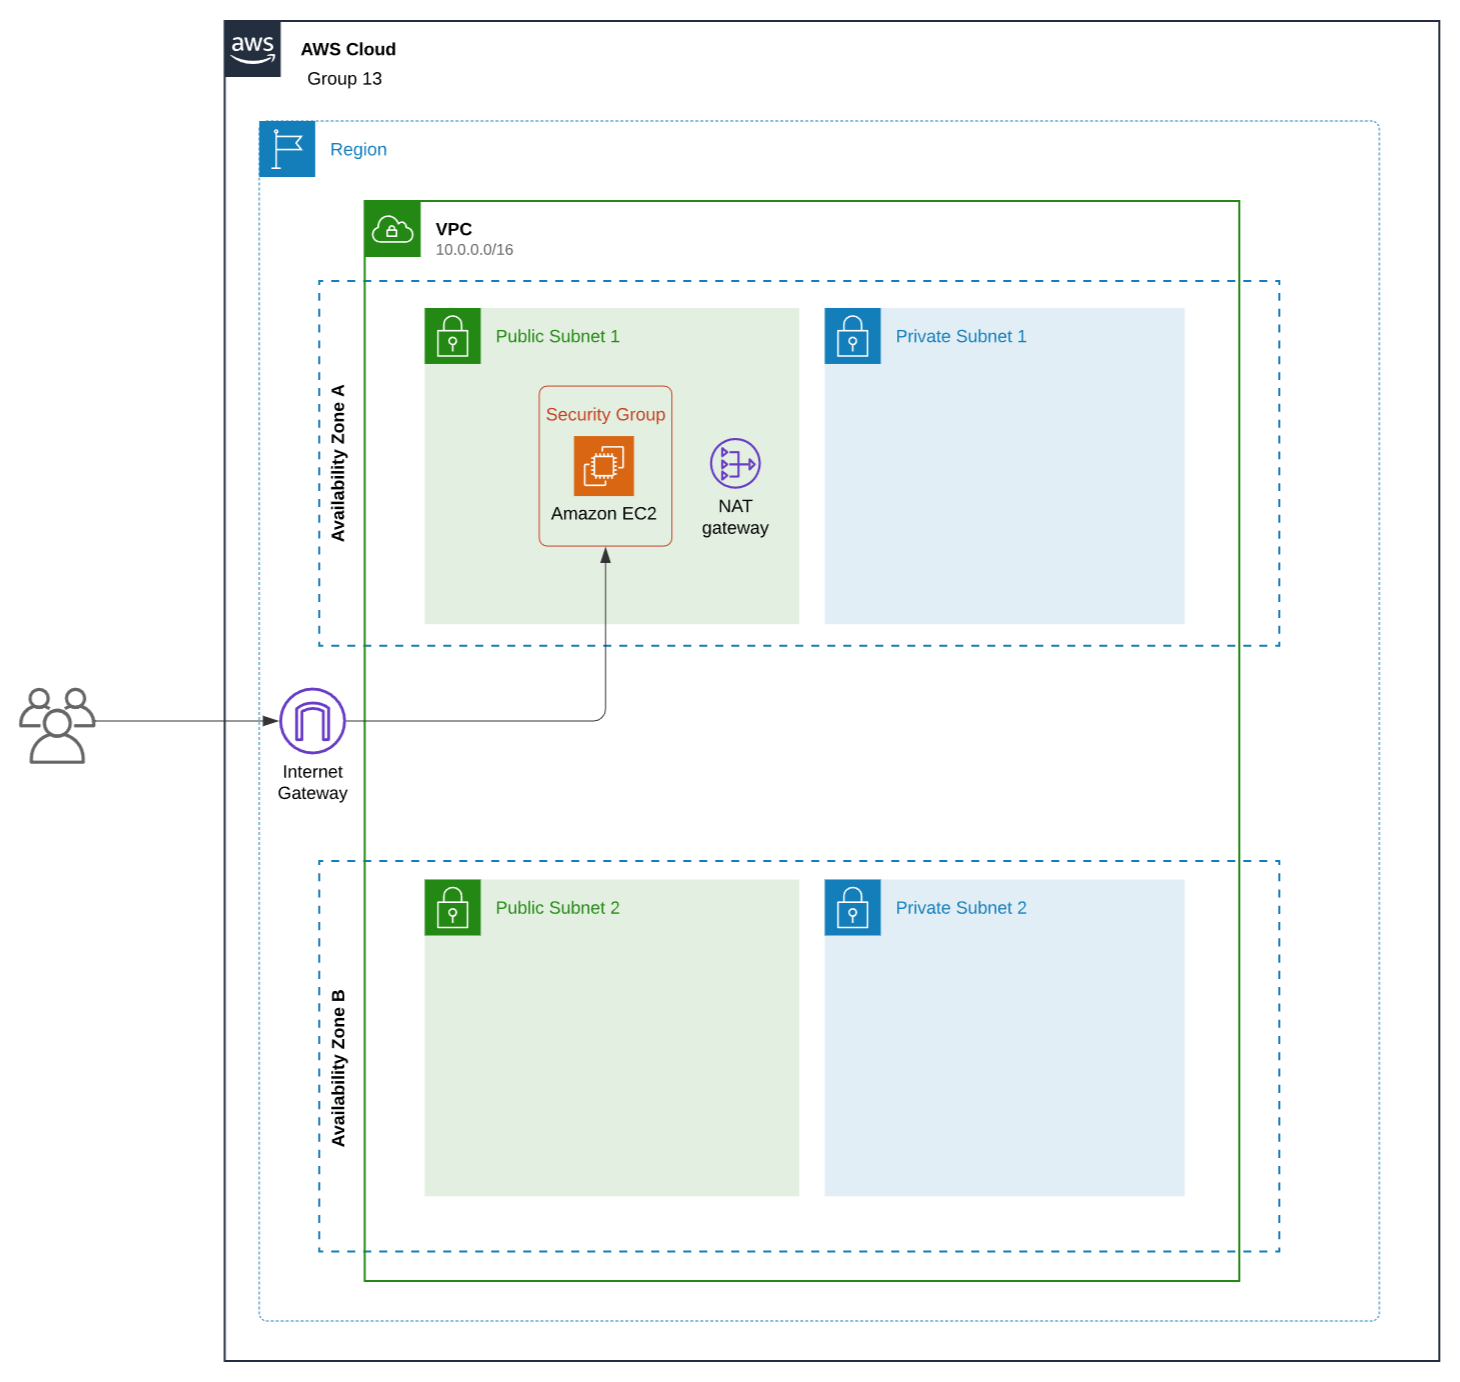 aws
AWS Cloud
Group 13
Region
VPC
10.0.0.0/16
Availability Zone A
Public Subnet 1
Private Subnet 1
Security Group
Amazon EC2
NAT
gateway
Internet
Gateway
Availability Zone B
Public Subnet 2
Private Subnet 2